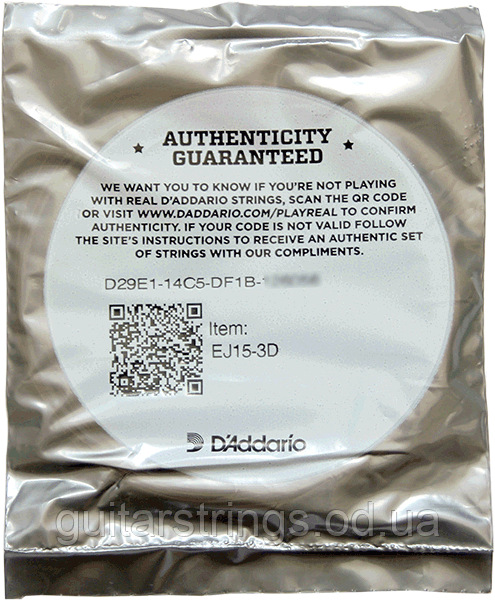 AUTHENTICITY
GUARANTEED
WE WANT YOU TO KNOW IF YOU'RE NOT PLAYING
WITH REAL D'ADDARIO STRINGS, SCAN THE QR CODE
OR VISIT WWW.DADDARIO.COM/PLAYREAL TO CONFIRM
AUTHENTICITY. IF YOUR CODE IS NOT VALID FOLLOW
THE SITE'S INSTRUCTIONS TO RECEIVE AN AUTHENTIC SET
OF STRINGS WITH OUR COMPLIMENTS.
D29E1-14C5-DF1B-
Item:
EJ15-3D
D'Addario
guitarstrings.od.ua